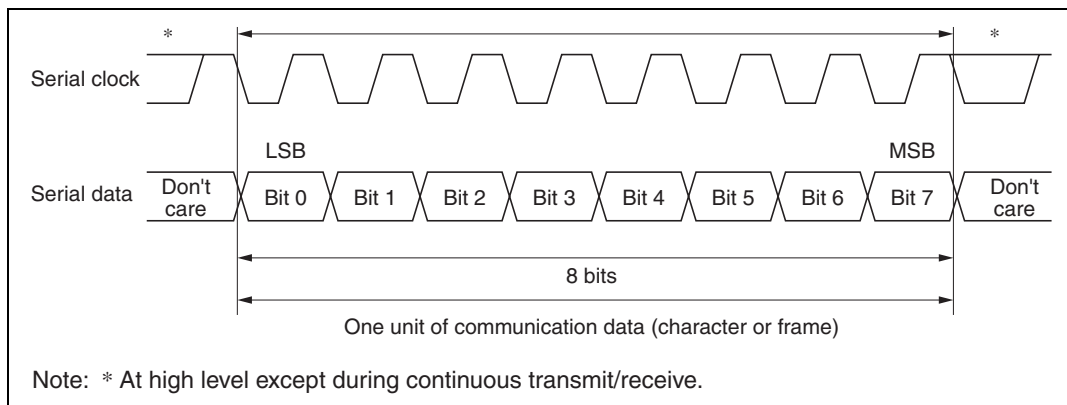 * *
Serial clock
LSB MSB
Serial data Don't care Bit 0 Bit 1 Bit 2 Bit 3 Bit 4 Bit 5 Bit 6 Bit 7 Don't care
8 bits
One unit of communication data (character or frame)
Note: * At high level except during continuous transmit/receive.